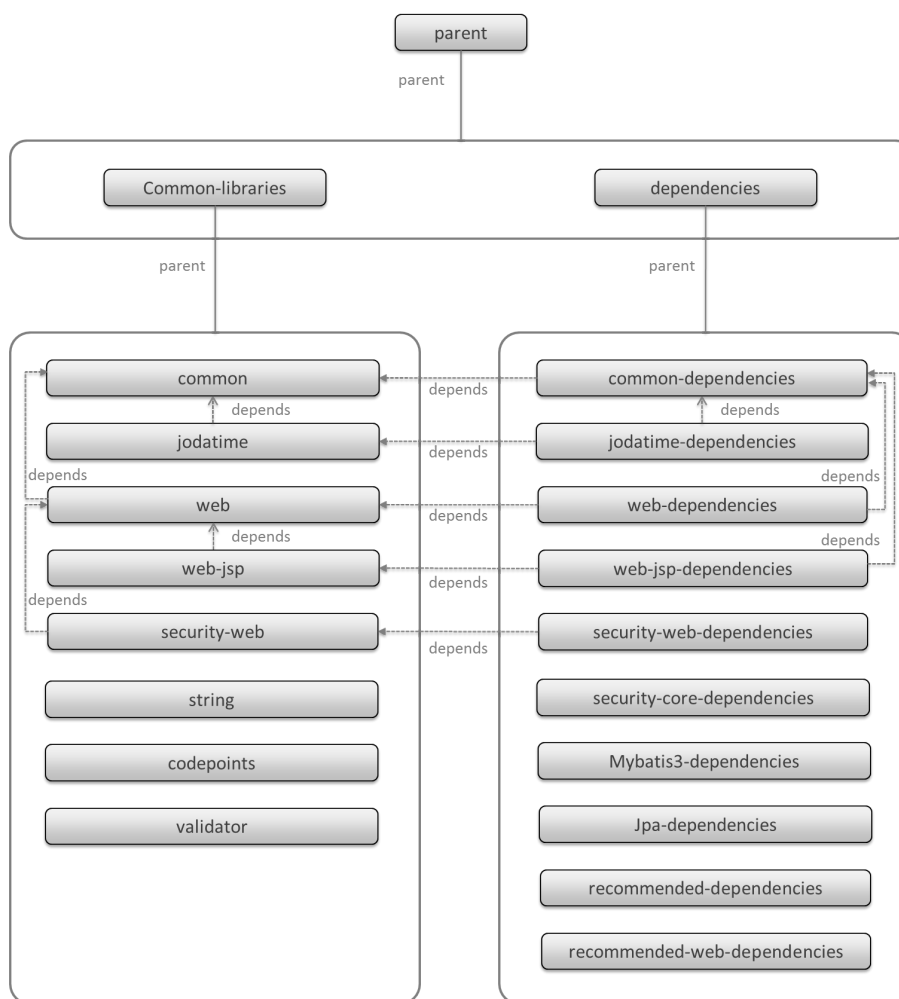 parent
parent
Common-libraries
dependencies
parent
parent
common
common-dependencies
depends
depends
depends
jodatime
jodatime-dependencies
depends
depends
depends
web
web-dependencies
depends
depends
depends
web-jsp
web-jsp-dependencies
depends
depends
security-web
security-web-dependencies
depends
string
security-core-dependencies
codepoints
Mybatis3-dependencies
validator
Jpa-dependencies
recommended-dependencies
recommended-web-dependencies